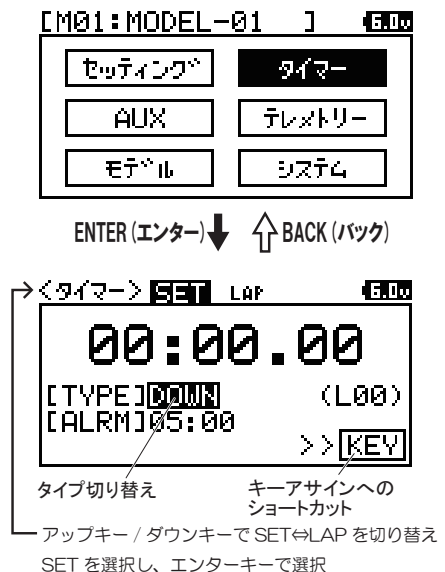 [M01:MODEL-01 ] 6.0v
セッティング タイマー
AUX テレメトリー
モデル システム
ENTER(エンター) BACK(バック)
<タイマー> SET LAP 6.0v
00:00.00
[TYPE]DOWN (L00)
[ALRM]05:00
>>KEY
タイプ切り替え
キーアサインへの
ショートカット
アップキー / ダウンキーで SET⇔LAP を切り替え
SET を選択し、エンターキーで選択